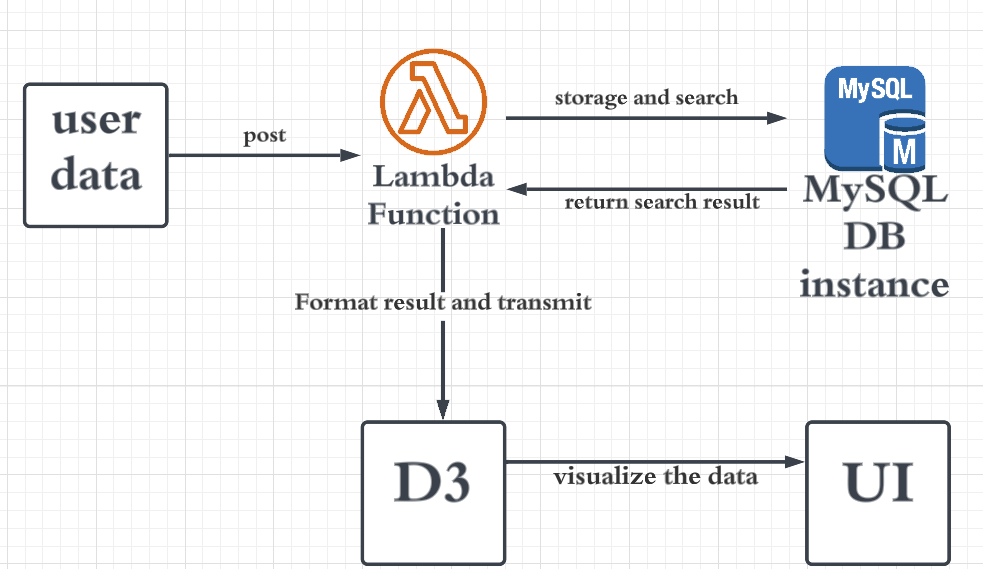 user
data
post
Lambda
Function
storage and search
return search result
MySQL
M
MySQL
DB
instance
Format result and transmit
D3
visualize the data
UI